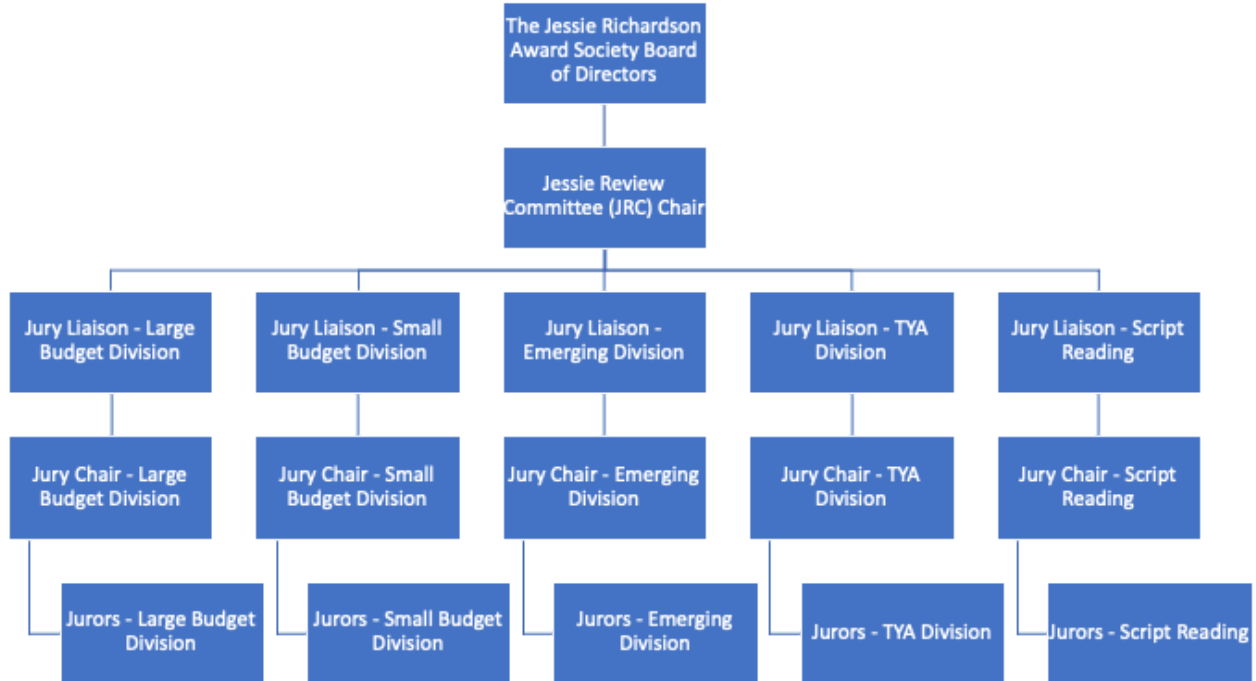 The Jessie Richardson
Award Society Board
of Directors
Jessie Review
Committee (JRC) Chair
Jury Liaison - Large
Budget Division
Jury Liaison - Small
Budget Division
Jury Liaison -
Emerging Division
Jury Liaison - TYA
Division
Jury Liaison - Script
Reading
Jury Chair - Large
Budget Division
Jury Chair - Small
Budget Division
Jury Chair - Emerging
Division
Jury Chair - TYA
Division
Jury Chair - Script
Reading
Jurors - Large Budget
Division
Jurors - Small Budget
Division
Jurors - Emerging
Division
Jurors - TYA Division
Jurors - Script Reading